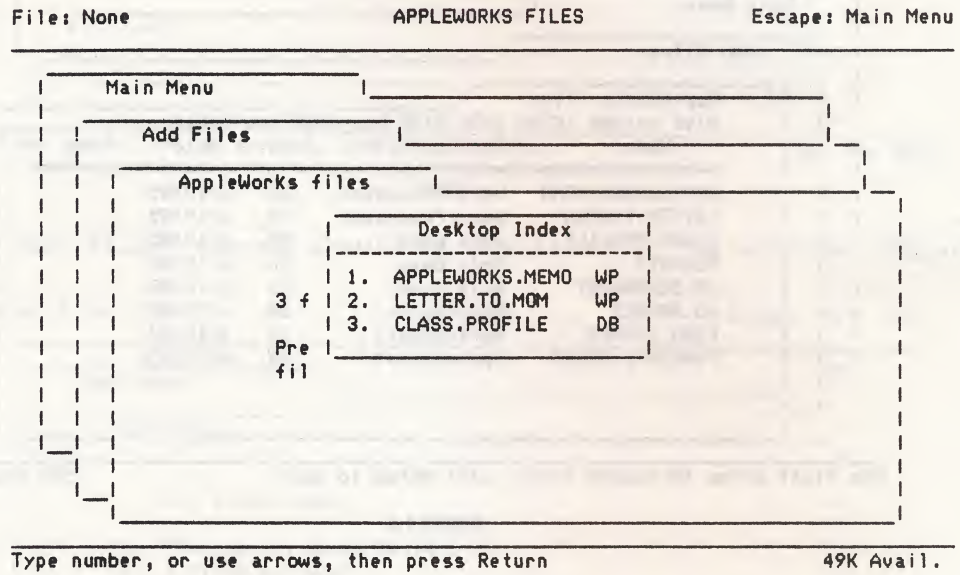 File: None APPLEWORKS FILES Escape: Main Menu
Main Menu
Add Files
AppleWorks files
Desktop Index
1. APPLEWORKS.MEMO WP
3 f 2. LETTER.TO.MOM WP
3. CLASS.PROFILE DB
Pre
fil
Type number, or use arrows, then press Return 49K Avail.